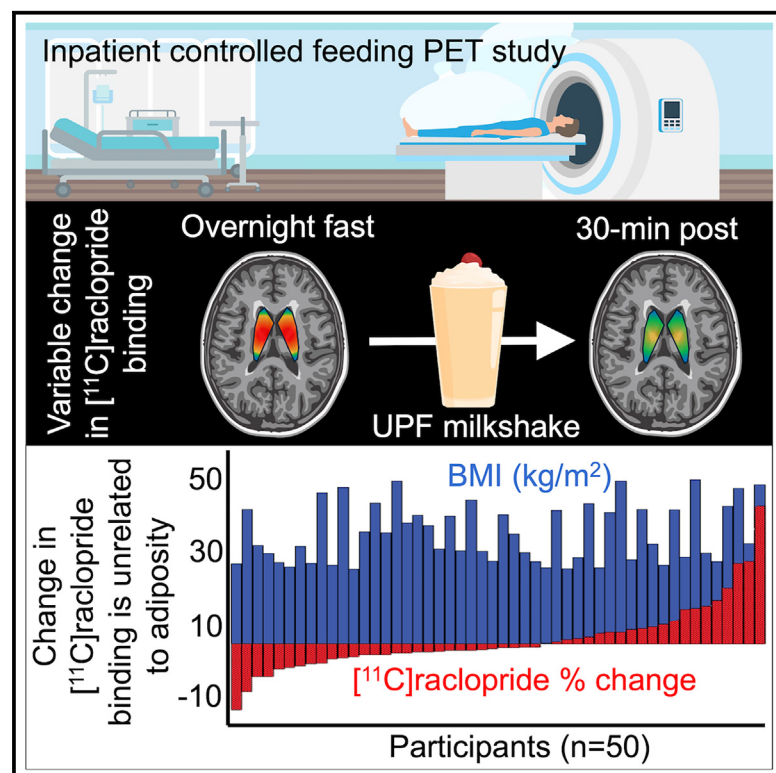 Inpatient controlled feeding PET study
Variable change
in [¹¹C]raclopride
binding
Overnight fast
30-min post
UPF milkshake
Change in
[¹¹C]raclopride
binding is unrelated
to adiposity
50
30
10
-10
BMI (kg/m²)
[¹¹C]raclopride % change
Participants (n=50)